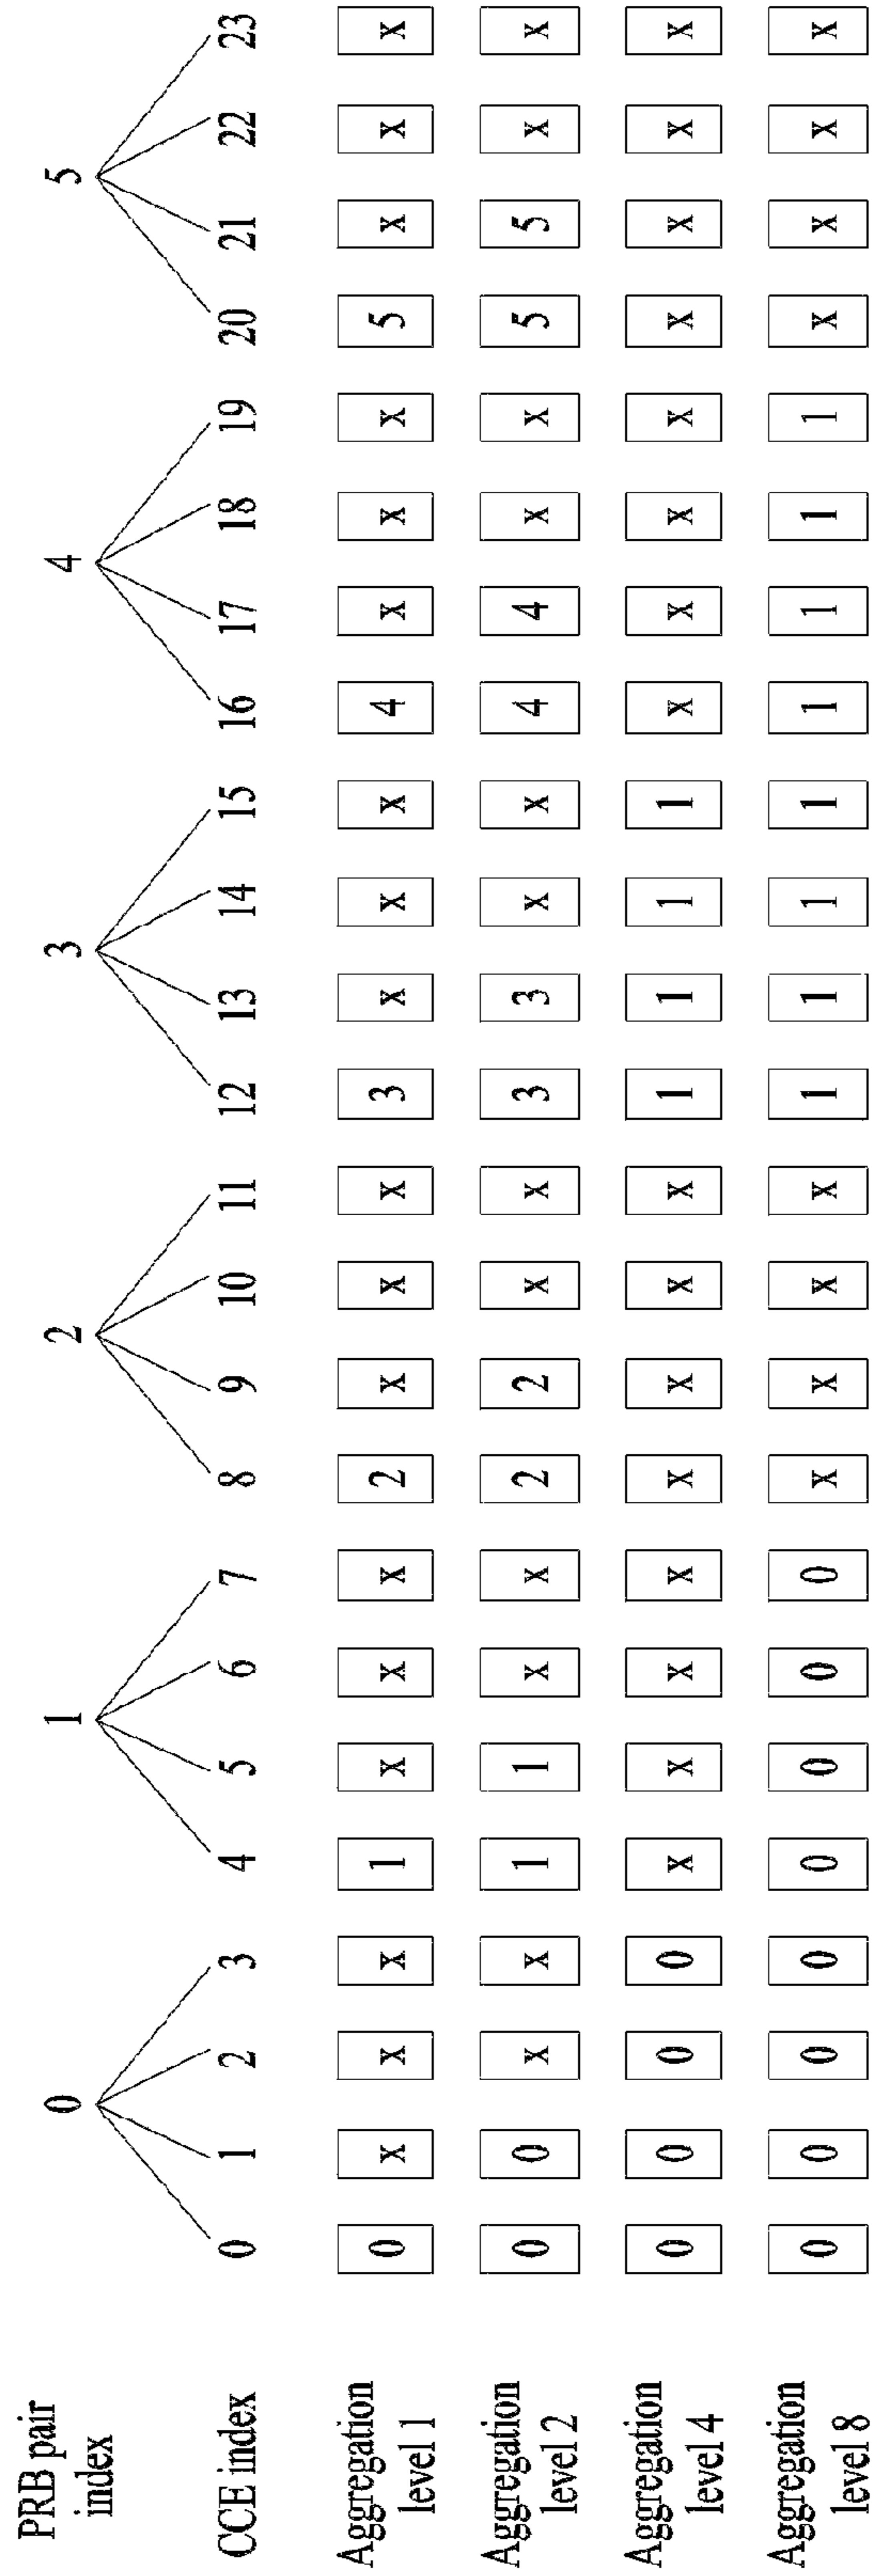 PRB pair
index
0 1 2 3 4 5
CCE index
0 1 2 3 4 5 6 7 8 9 10 11 12 13 14 15 16 17 18 19 20 21 22 23
Aggregation
level 1
0 x x x 1 x x x 2 x x x 3 x x x 4 x x x 5 x x x
Aggregation
level 2
0 0 x x 1 1 x x 2 2 x x 3 3 x x 4 4 x x 5 5 x x
Aggregation
level 4
0 0 0 0 x x x x x x x x 1 1 1 1 x x x x x x x x
Aggregation
level 8
0 0 0 0 0 0 0 0 x x x x 1 1 1 1 1 1 1 1 x x x x